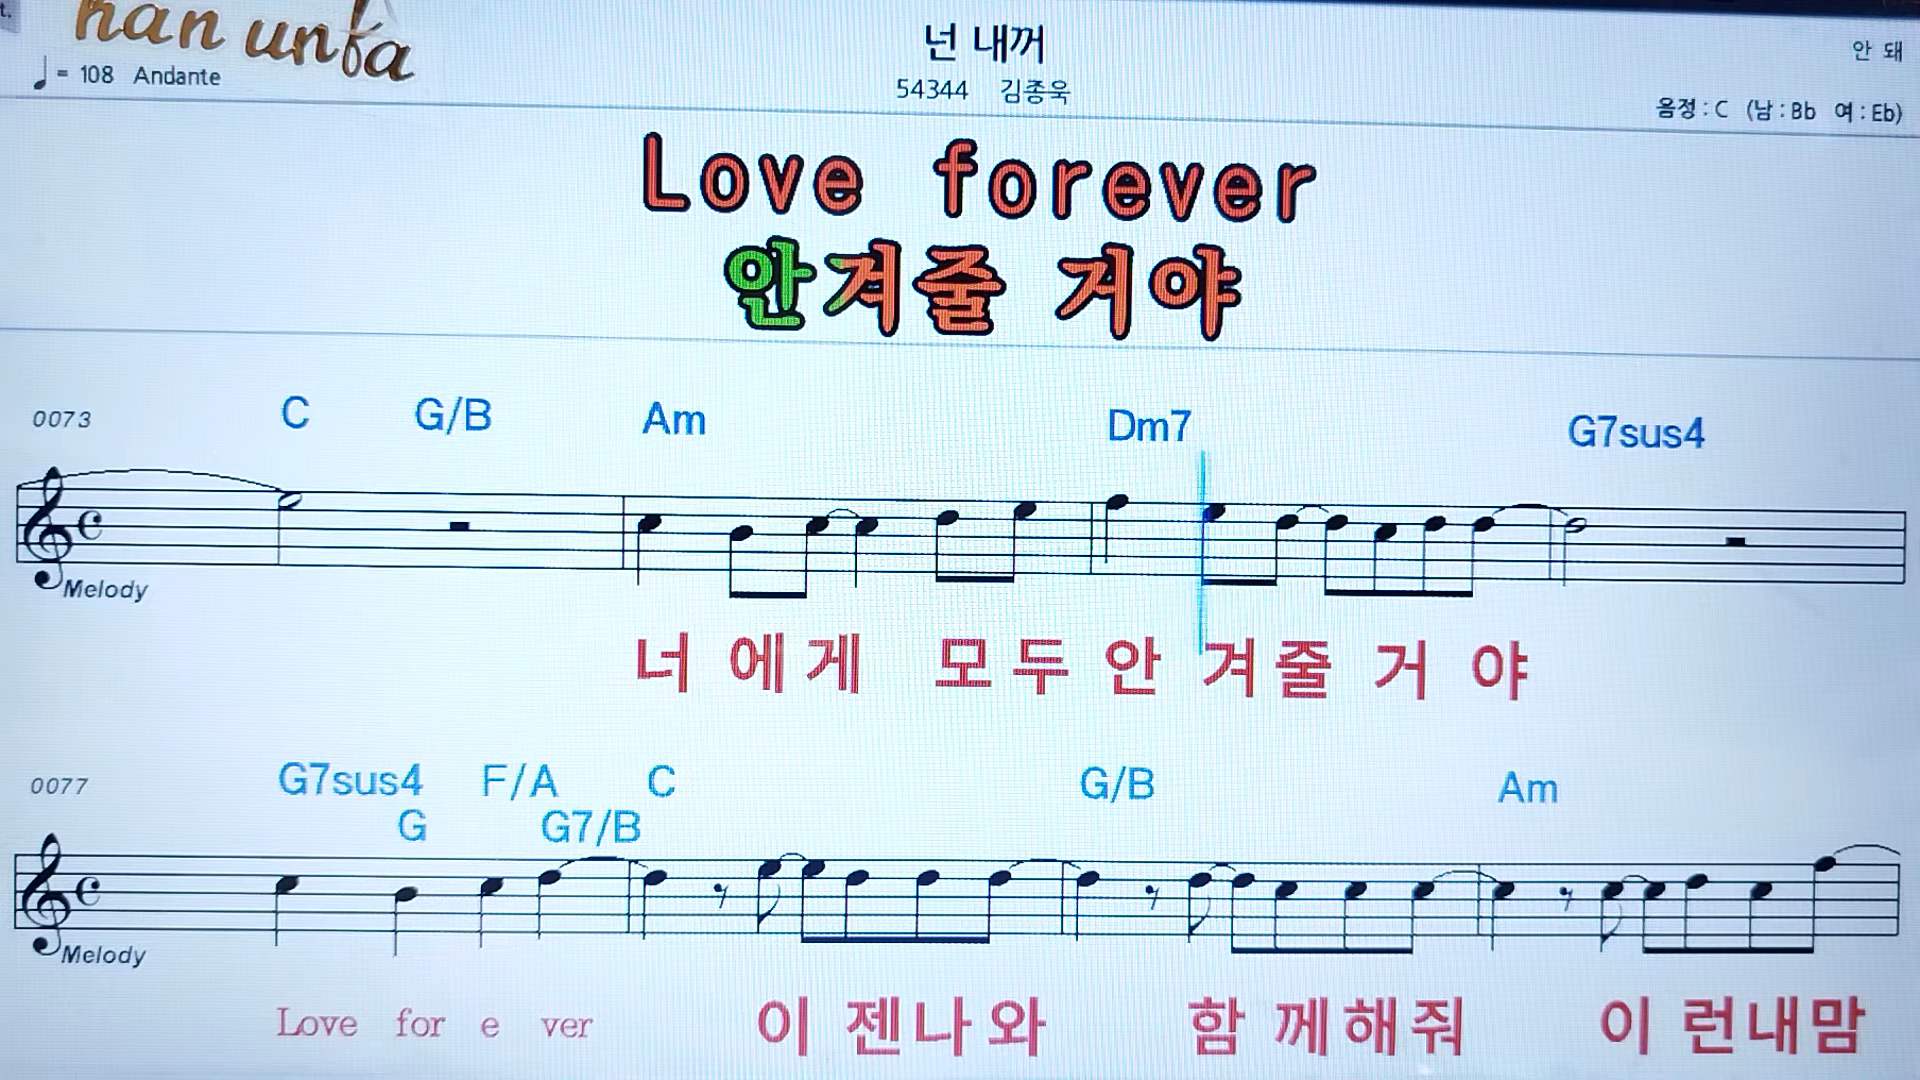 t.
han unfa
넌 내꺼
안 돼
♩= 108 Andante
54344 김종욱
음정 : C (남 : Bb 여 : Eb)
Love forever
안겨줄 거야
0073 C G/B Am Dm7 G7sus4
Melody
너 에게 모두 안 겨줄 거 야
0077 G7sus4 F/A C G/B Am
G G7/B
Melody
Love for e ver 이 젠나와 함 께해줘 이 런내맘